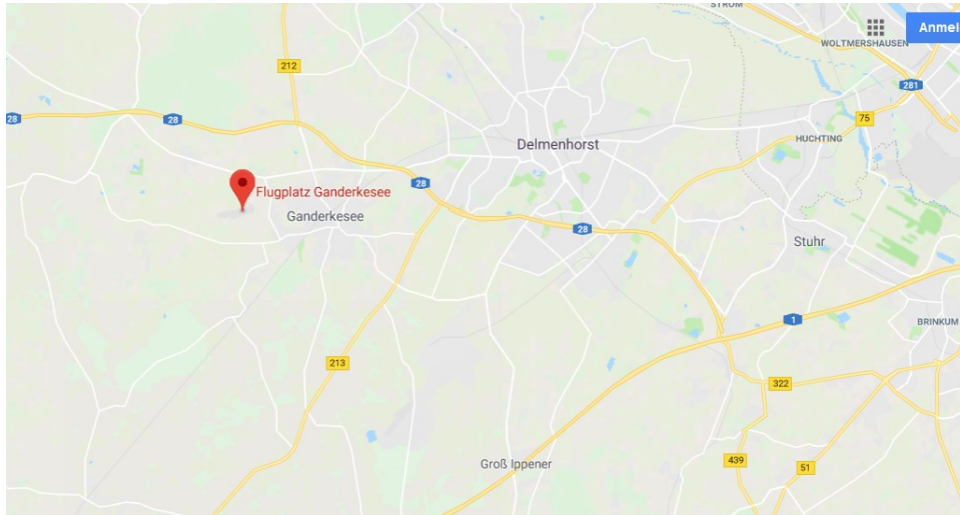 STROM
Anmel
WOLTMERSHAUSEN
212
281
28
28
75
HUCHTING
Delmenhorst
28
Flugplatz Ganderkesee
Ganderkesee
28
Stuhr
1
BRINKUM
213
322
Groß Ippener
439
51